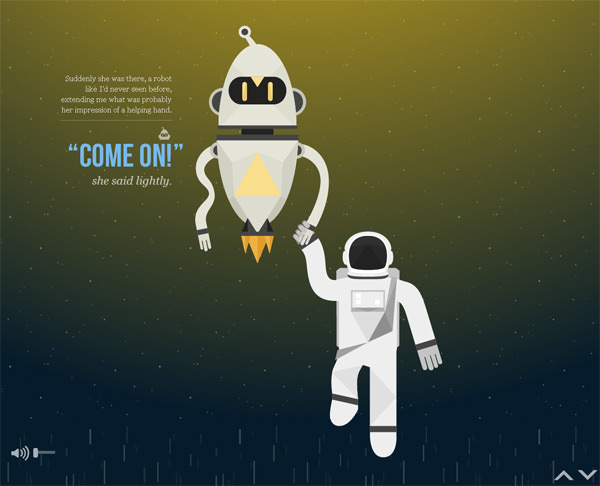 Suddenly she was there, a robot
like I'd never seen before,
extending me what was probably
her impression of a helping hand.
“COME ON!”
she said lightly.